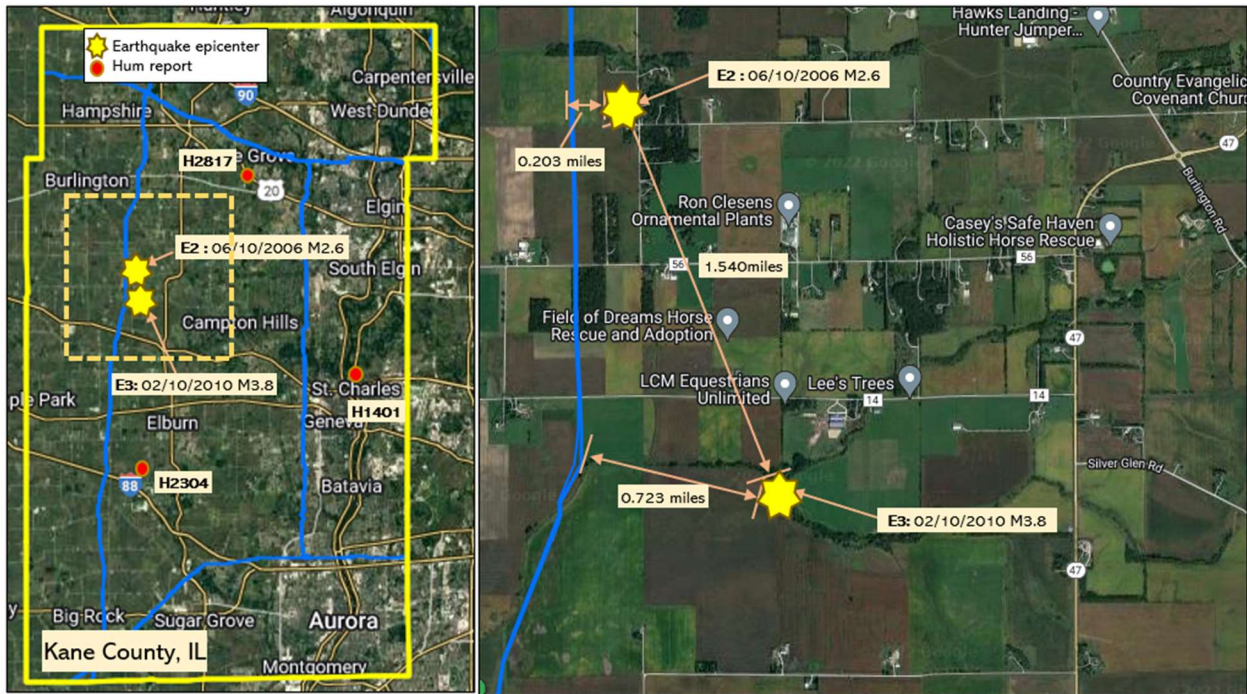 Huntley
Algonquin
Earthquake epicenter
Hum report
Carpentersville
Hampshire
90
West Dundee
H2817
e Grove
Burlington
20
Elgin
E2 : 06/10/2006 M2.6
South Elgin
Campton Hills
E3: 02/10/2010 M3.8
St. Charles
ple Park
H1401
Elburn
Geneva
H2304
88
Batavia
Big Rock
Sugar Grove
Aurora
Kane County, IL
Montgomery
Hawks Landing -
Hunter Jumper...
E2 : 06/10/2006 M2.6
Country Evangelic
Covenant Churc
47
0.203 miles
Burlington Rd
Ron Clesens
Ornamental Plants
Casey's Safe Haven
Holistic Horse Rescue
56
1.540miles
56
Field of Dreams Horse
Rescue and Adoption
47
LCM Equestrians
Unlimited
Lee's Trees
14
14
Silver Glen Rd
0.723 miles
E3: 02/10/2010 M3.8
47